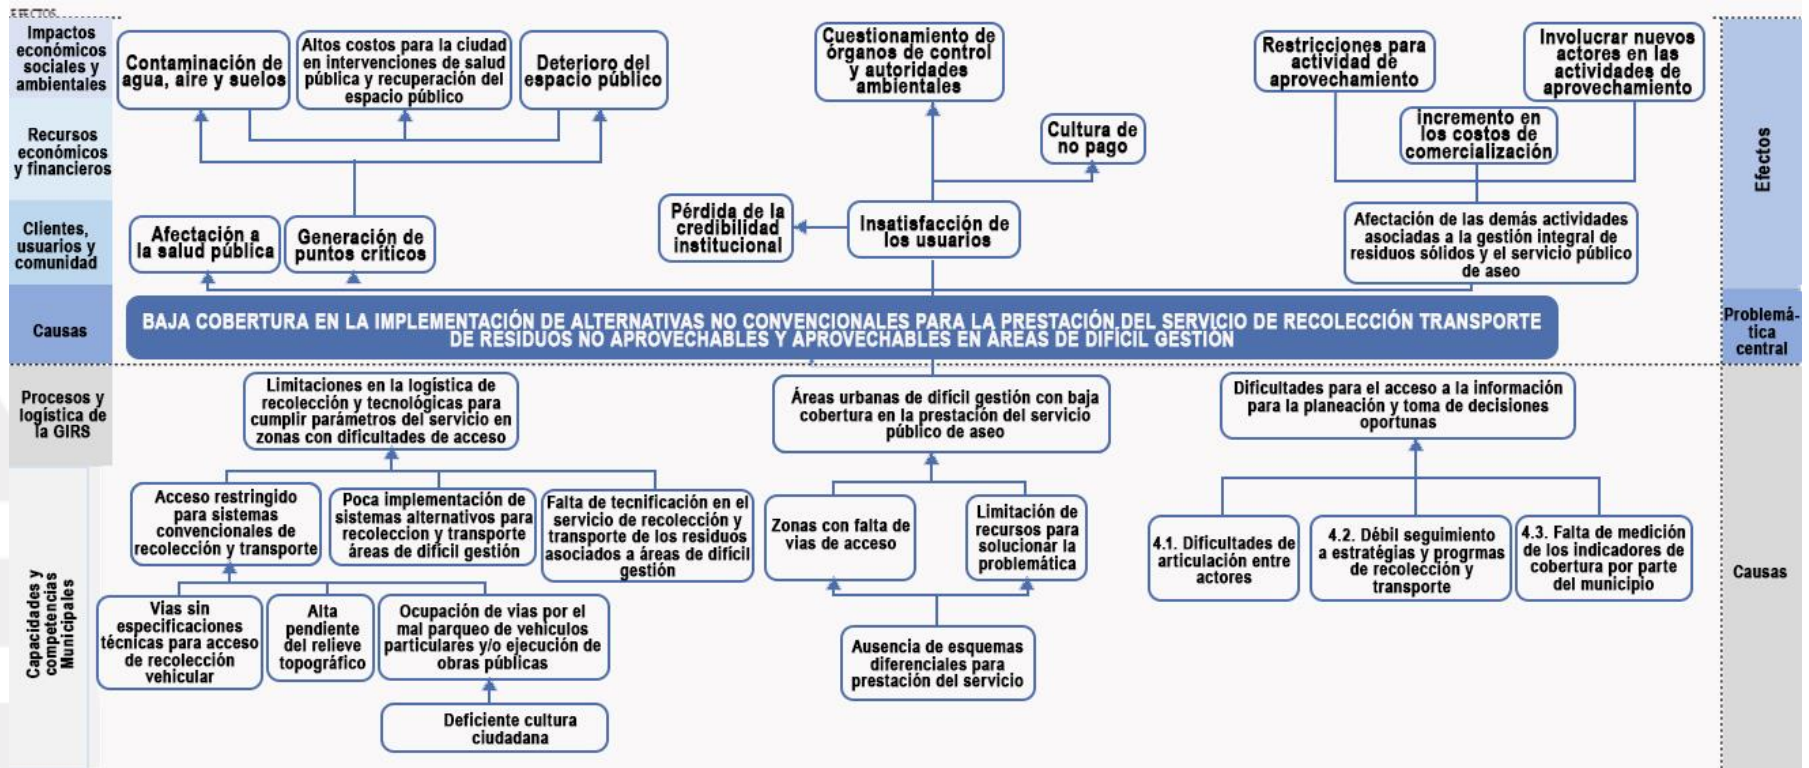 EFECTOS
Impactos
económicos
sociales y
ambientales
Contaminación de
agua, aire y suelos
Altos costos para la ciudad
en intervenciones de salud
pública y recuperación del
espacio público
Deterioro del
espacio público
Cuestionamiento de
órganos de control
y autoridades
ambientales
Restricciones para
actividad de
aprovechamiento
Involucrar nuevos
actores en las
actividades de
aprovechamiento
Recursos
económicos
y financieros
Cultura de
no pago
incremento en
los costos de
comercialización
Efectos
Clientes,
usuarios y
comunidad
Afectación a
la salud pública
Generación de
puntos críticos
Pérdida de la
credibilidad
institucional
Insatisfacción de
los usuarios
Afectación de las demás actividades
asociadas a la gestión integral de
residuos sólidos y el servicio público
de aseo
Causas
BAJA COBERTURA EN LA IMPLEMENTACIÓN DE ALTERNATIVAS NO CONVENCIONALES PARA LA PRESTACIÓN DEL SERVICIO DE RECOLECCIÓN TRANSPORTE
DE RESIDUOS NO APROVECHABLES Y APROVECHABLES EN ÁREAS DE DIFÍCIL GESTIÓN
Problemá-
tica
central
Procesos y
logística de
la GIRS
Limitaciones en la logística de
recolección y tecnológicas para
cumplir parámetros del servicio en
zonas con dificultades de acceso
Áreas urbanas de difícil gestión con baja
cobertura en la prestación del servicio
público de aseo
Dificultades para el acceso a la información
para la planeación y toma de decisiones
oportunas
Capacidades y
competencias
Municipales
Acceso restringido
para sistemas
convencionales de
recolección y transporte
Poca implementación de
sistemas alternativos para
recoleccion y transporte
áreas de difícil gestión
Falta de tecnificación en el
servicio de recolección y
transporte de los residuos
asociados a áreas de difícil
gestión
Zonas con falta de
vias de acceso
Limitación de
recursos para
solucionar la
problemática
4.1. Dificultades de
articulación entre
actores
4.2. Débil seguimiento
a estratégias y progrmas
de recolección y
transporte
4.3. Falta de medición
de los indicadores de
cobertura por parte
del municipio
Causas
Vias sin
especificaciones
técnicas para acceso
de recolección
vehicular
Alta
pendiente
del relieve
topográfico
Ocupación de vias por el
mal parqueo de vehículos
particulares y/o ejecución de
obras públicas
Ausencia de esquemas
diferenciales para
prestación del servicio
Deficiente cultura
ciudadana